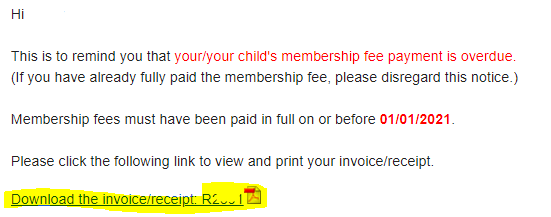 Hi
This is to remind you that your/your child's membership fee payment is overdue.
(If you have already fully paid the membership fee, please disregard this notice.)
Membership fees must have been paid in full on or before 01/01/2021.
Please click the following link to view and print your invoice/receipt.
Download the invoice/receipt: